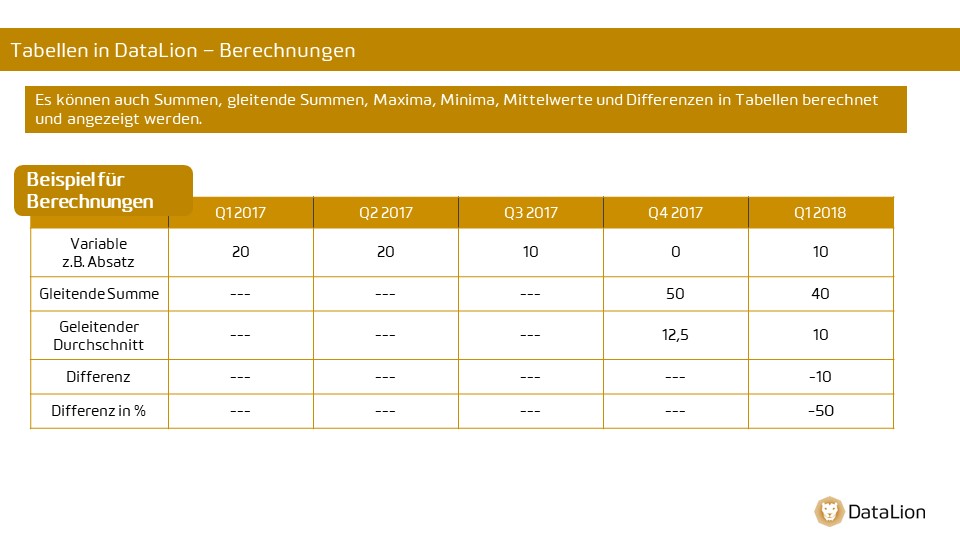 Tabellen in DataLion – Berechnungen
Es können auch Summen, gleitende Summen, Maxima, Minima, Mittelwerte und Differenzen in Tabellen berechnet
und angezeigt werden.
Beispiel für
Berechnungen
Q1 2017 Q2 2017 Q3 2017 Q4 2017 Q1 2018
Variable
z.B. Absatz
20 20 10 0 10
Gleitende Summe --- --- --- 50 40
Geleitender
Durchschnitt
--- --- --- 12,5 10
Differenz --- --- --- --- -10
Differenz in % --- --- --- --- -50
DataLion